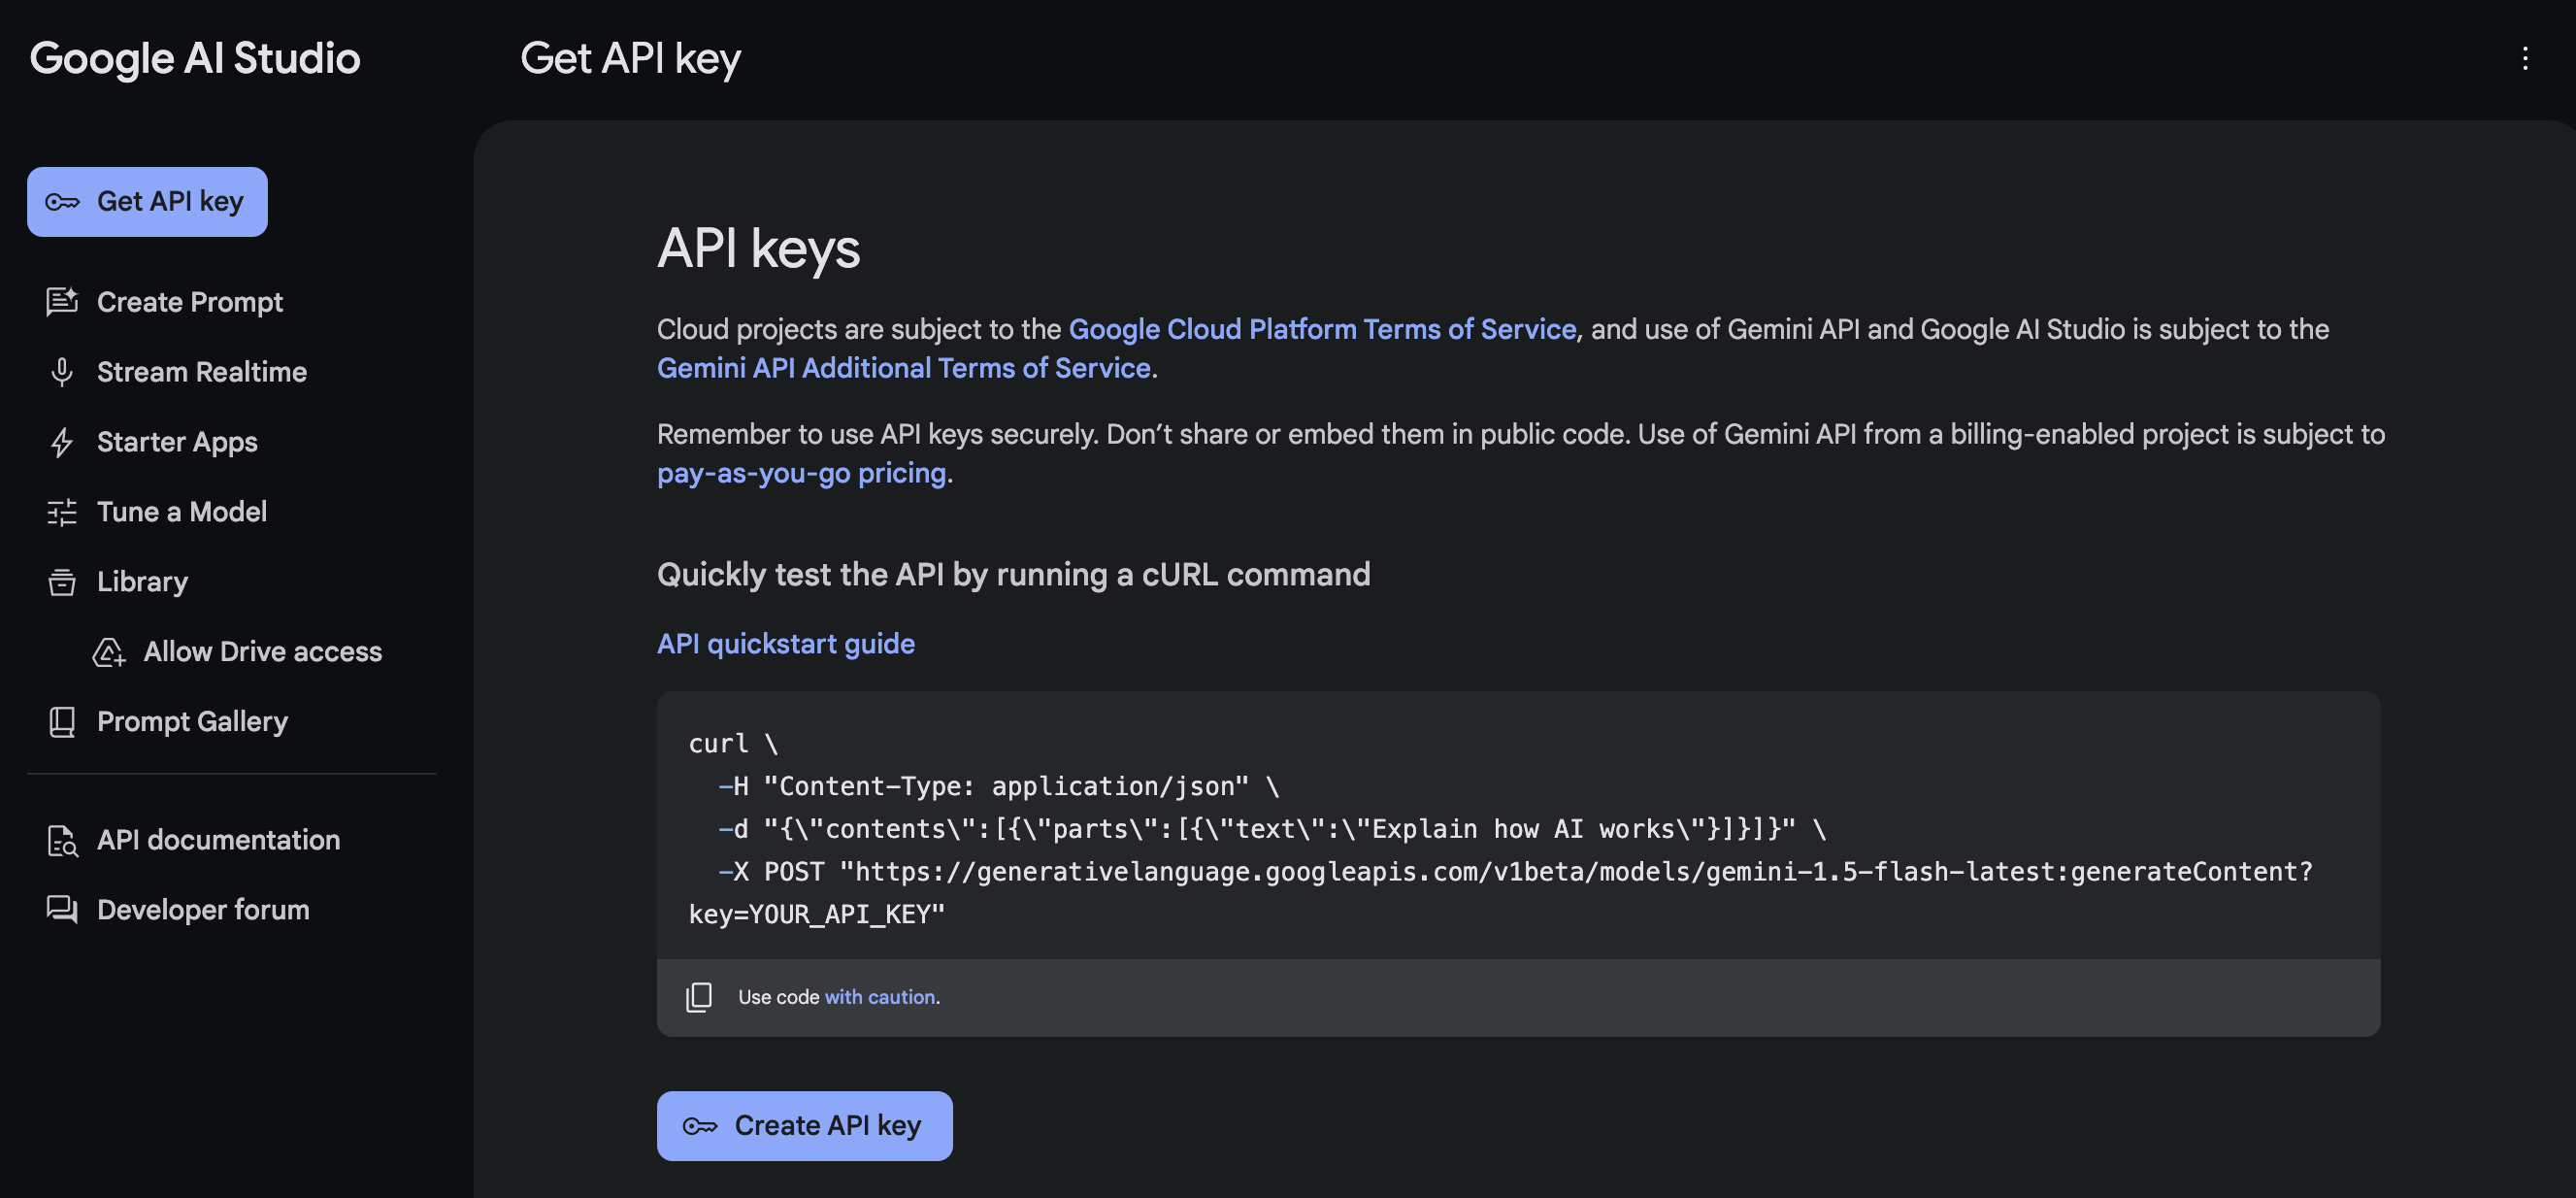 Google AI Studio
Get API key
Get API key
Create Prompt
Stream Realtime
Starter Apps
Tune a Model
Library
Allow Drive access
Prompt Gallery
API documentation
Developer forum
API keys
Cloud projects are subject to the Google Cloud Platform Terms of Service, and use of Gemini API and Google AI Studio is subject to the
Gemini API Additional Terms of Service.
Remember to use API keys securely. Don’t share or embed them in public code. Use of Gemini API from a billing-enabled project is subject to
pay-as-you-go pricing.
Quickly test the API by running a cURL command
API quickstart guide
curl \
-H "Content-Type: application/json" \
-d "{\"contents\":[{\"parts\":[{\"text\":\"Explain how AI works\"}]}]}" \
-X POST "https://generativelanguage.googleapis.com/v1beta/models/gemini-1.5-flash-latest:generateContent?
key=YOUR_API_KEY"
Use code with caution.
Create API key